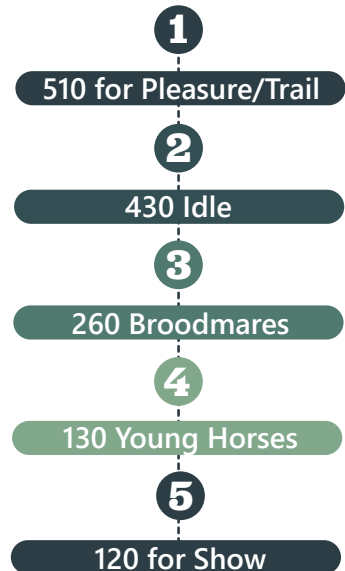 1
510 for Pleasure/Trail
2
430 Idle
3
260 Broodmares
4
130 Young Horses
5
120 for Show